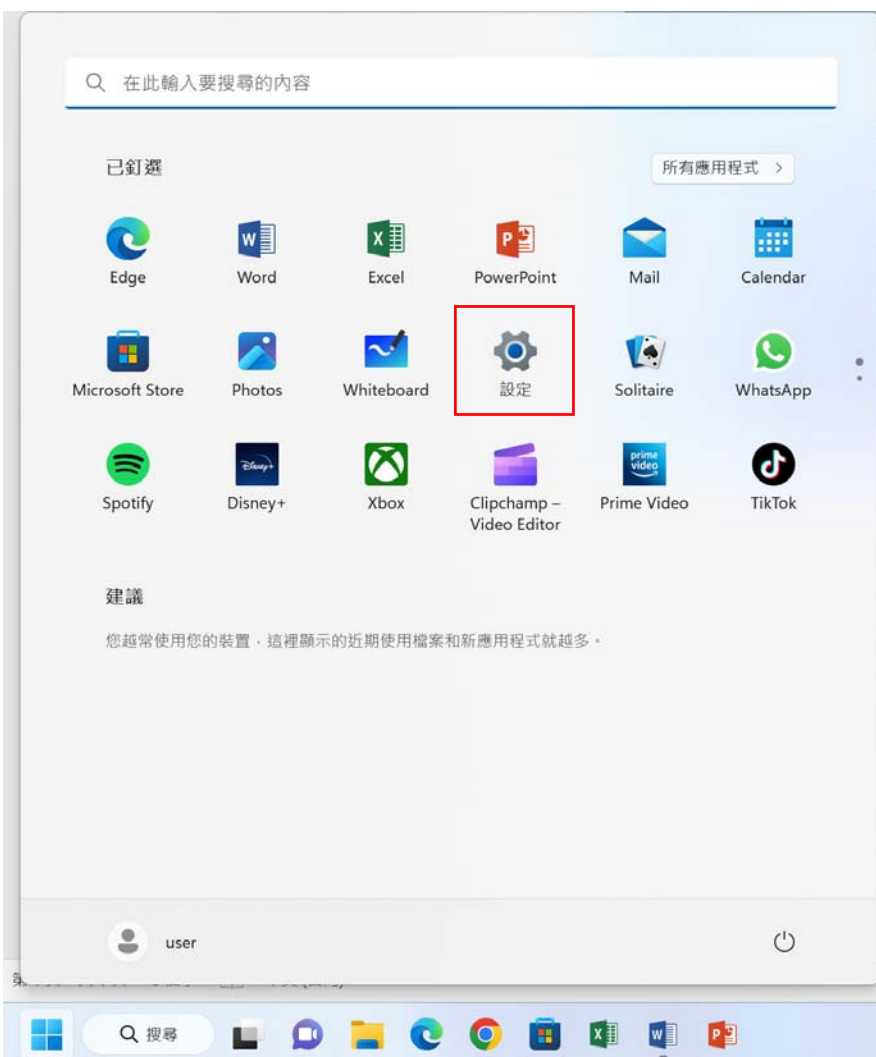 在此輸入要搜尋的內容
已釘選
所有應用程式 >
Edge Word Excel PowerPoint Mail Calendar
Microsoft Store Photos Whiteboard 設定 Solitaire WhatsApp
Disney+
prime video
Spotify Disney+ Xbox Clipchamp – Prime Video TikTok
Video Editor
建議
您越常使用您的裝置，這裡顯示的近期使用檔案和新應用程式就越多。
user
搜尋